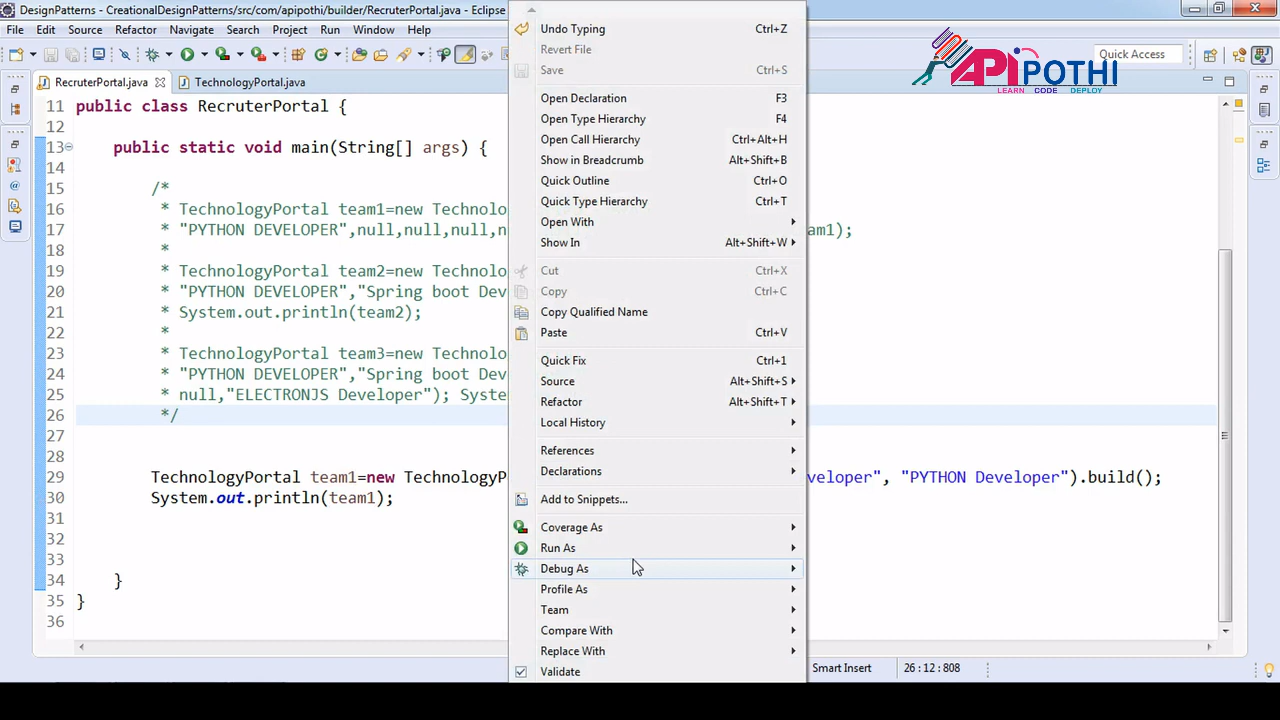 DesignPatterns - CreationalDesignPatterns/src/com/apipothi/builder/RecruterPortal.java - Eclipse
File Edit Source Refactor Navigate Search Project Run Window Help
Quick Access
APiPOTHI
LEARN CODE DEPLOY
RecruterPortal.java TechnologyPortal.java
11 public class RecruterPortal {
12
13 public static void main(String[] args) {
14
15 /*
16 * TechnologyPortal team1=new Technolo
17 * "PYTHON DEVELOPER",null,null,null,n am1);
18 *
19 * TechnologyPortal team2=new Technolo
20 * "PYTHON DEVELOPER","Spring boot Dev
21 * System.out.println(team2);
22 *
23 * TechnologyPortal team3=new Technolo
24 * "PYTHON DEVELOPER","Spring boot Dev
25 * null,"ELECTRONJS Developer"); Syste
26 */
27
28
29 TechnologyPortal team1=new TechnologyP veloper", "PYTHON Developer").build();
30 System.out.println(team1);
31
32
33
34 }
35 }
36
Undo Typing Ctrl+Z
Revert File
Save Ctrl+S
Open Declaration F3
Open Type Hierarchy F4
Open Call Hierarchy Ctrl+Alt+H
Show in Breadcrumb Alt+Shift+B
Quick Outline Ctrl+O
Quick Type Hierarchy Ctrl+T
Open With
Show In Alt+Shift+W
Cut Ctrl+X
Copy Ctrl+C
Copy Qualified Name
Paste Ctrl+V
Quick Fix Ctrl+1
Source Alt+Shift+S
Refactor Alt+Shift+T
Local History
References
Declarations
Add to Snippets...
Coverage As
Run As
Debug As
Profile As
Team
Compare With
Replace With
Validate
Smart Insert 26:12:808